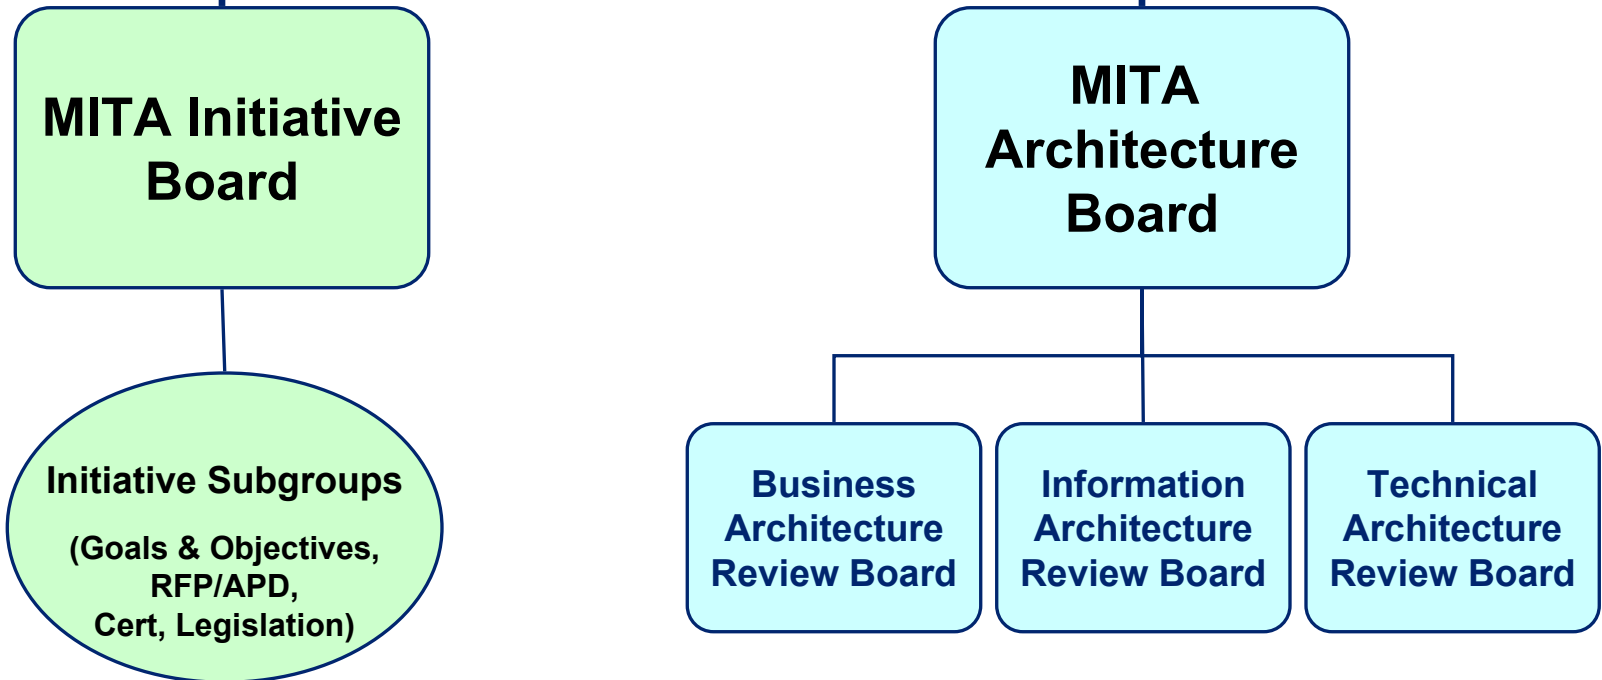 MITA Initiative
Board
MITA
Architecture
Board
Initiative Subgroups
(Goals & Objectives,
RFP/APD,
Cert, Legislation)
Business
Architecture
Review Board
Information
Architecture
Review Board
Technical
Architecture
Review Board